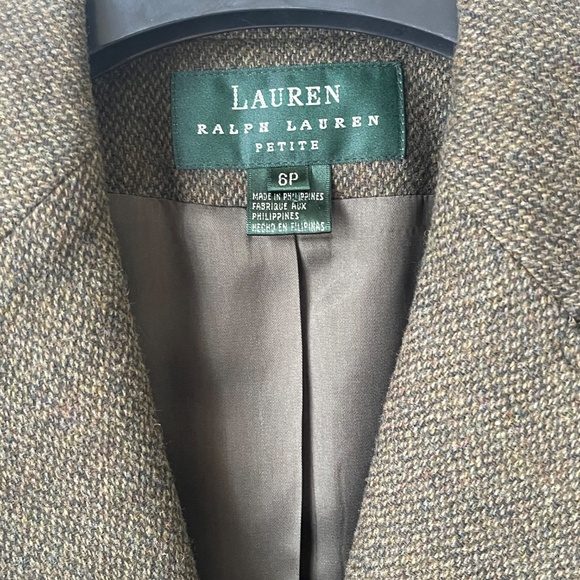 LAUREN
RALPH LAUREN
PETITE
6P
MADE IN PHILIPPINES
FABRIQUE AUX
PHILIPPINES
HECHO EN FILIPINAS